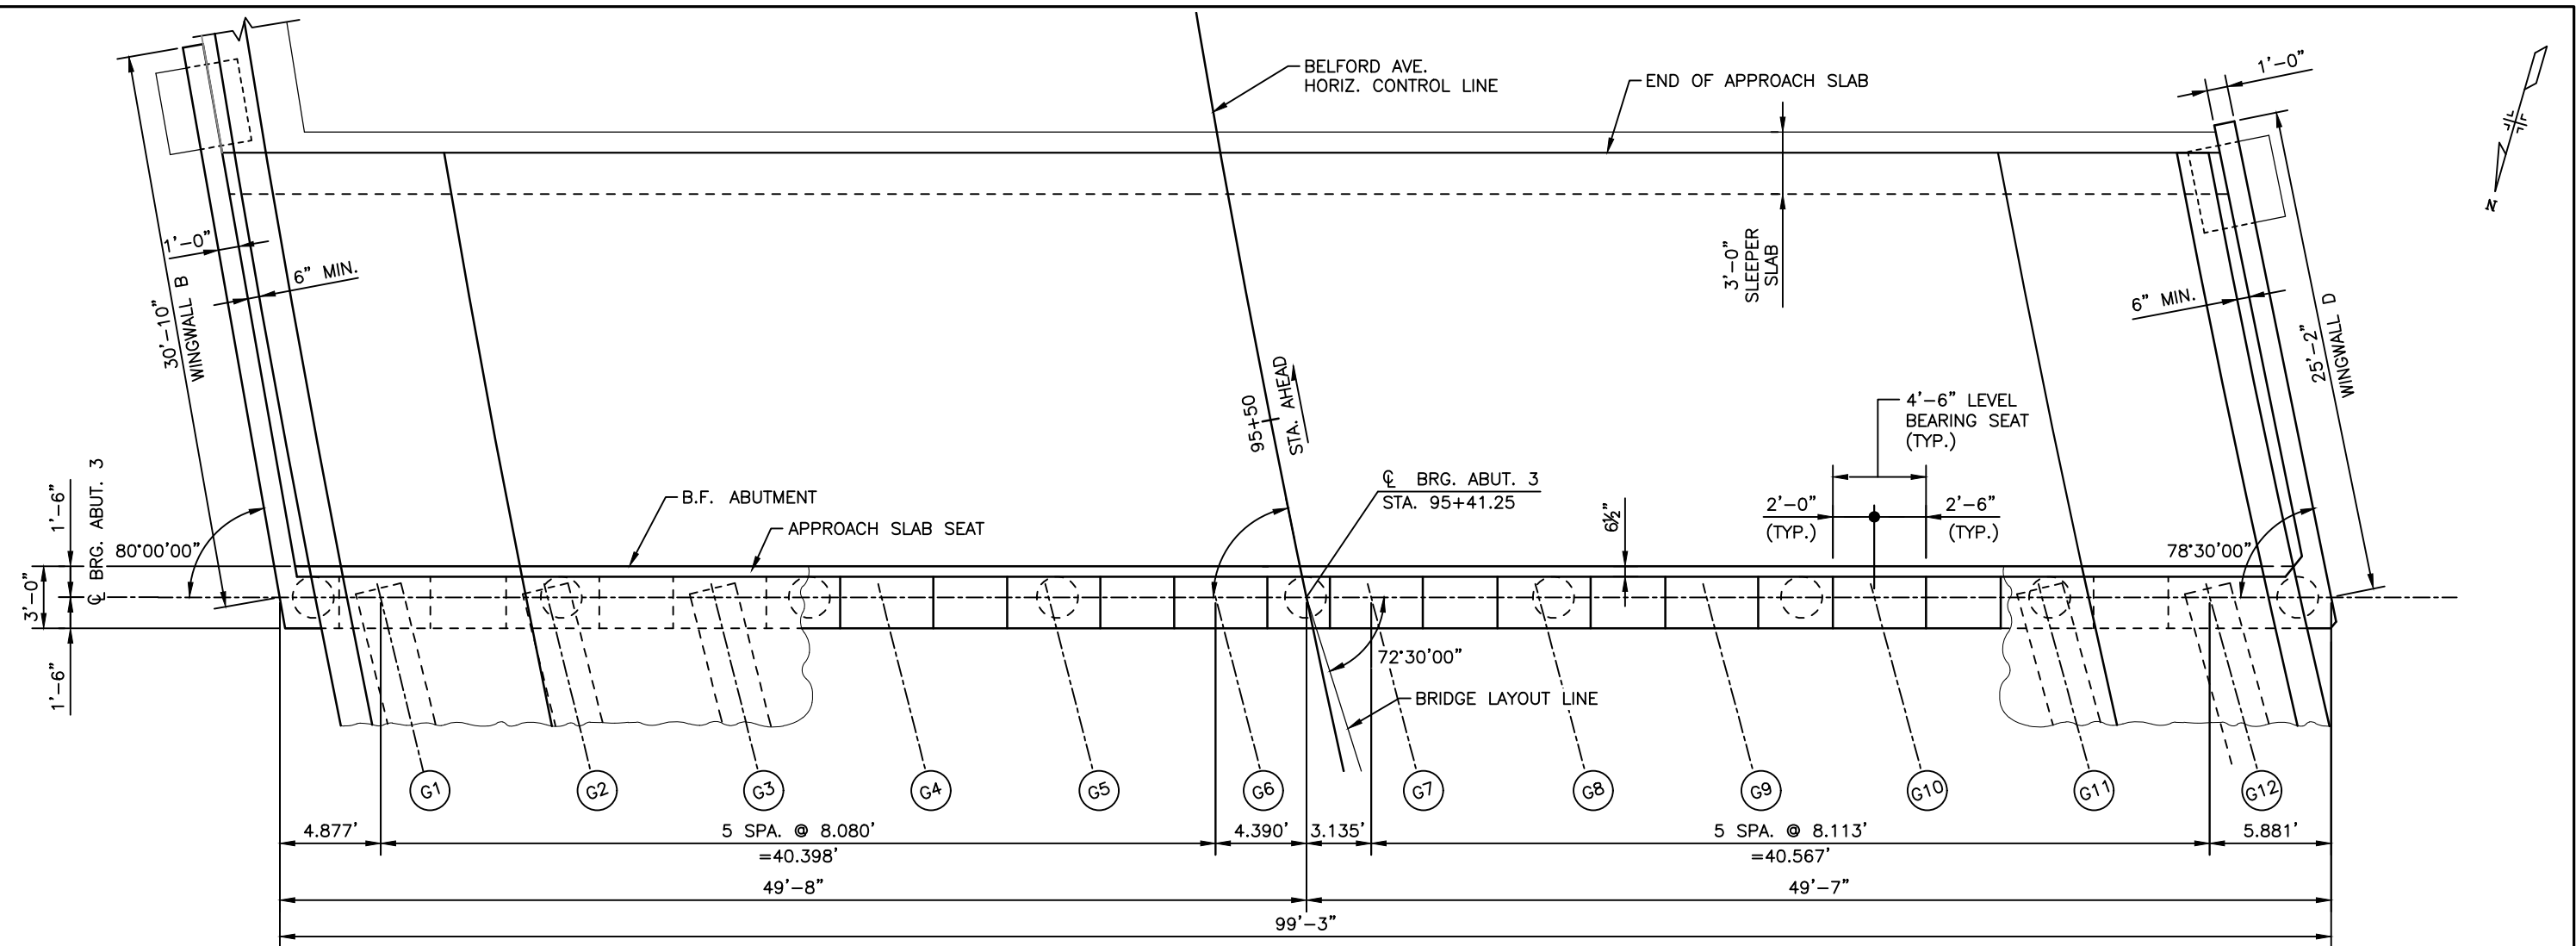 BELFORD AVE.
HORIZ. CONTROL LINE
END OF APPROACH SLAB
1'-0"
N
1'-0"
6" MIN.
30'-10"
WINGWALL B
3'-0"
SLEEPER
SLAB
6" MIN.
25'-2"
WINGWALL D
95+50
STA. AHEAD
4'-6" LEVEL
BEARING SEAT
(TYP.)
℄ BRG. ABUT. 3
STA. 95+41.25
B.F. ABUTMENT
APPROACH SLAB SEAT
6½"
2'-0"
(TYP.)
2'-6"
(TYP.)
1'-6"
℄ BRG. ABUT. 3
80°00'00"
78°30'00"
3'-0"
1'-6"
72°30'00"
BRIDGE LAYOUT LINE
G1 G2 G3 G4 G5 G6 G7 G8 G9 G10 G11 G12
4.877' 5 SPA. @ 8.080' 4.390' 3.135' 5 SPA. @ 8.113' 5.881'
=40.398' =40.567'
49'-8" 49'-7"
99'-3"